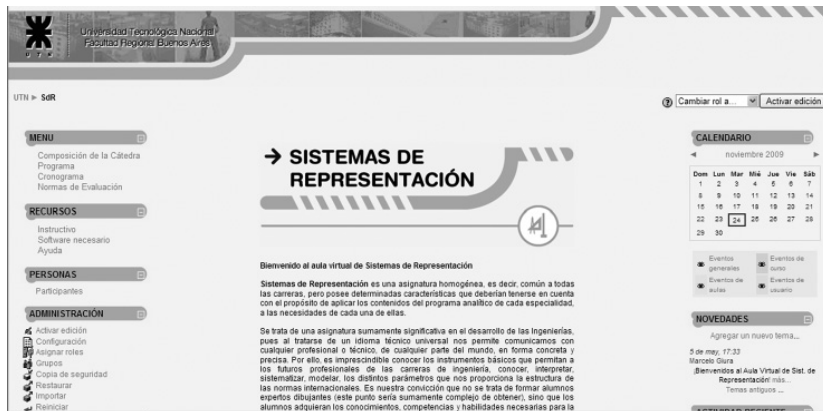 Universidad Tecnológica Nacional
Facultad Regional Buenos Aires
U T N
UTN ► SdR
Cambiar rol a...
Activar edición
MENU
Composición de la Cátedra
Programa
Cronograma
Normas de Evaluación
RECURSOS
Instructivo
Software necesario
Ayuda
PERSONAS
Participantes
ADMINISTRACIÓN
Activar edición
Configuración
Asignar roles
Grupos
Copia de seguridad
Restaurar
Importar
Reiniciar
→ SISTEMAS DE
REPRESENTACIÓN
Bienvenido al aula virtual de Sistemas de Representación
Sistemas de Representación es una asignatura homogénea, es decir, común a todas
las carreras, pero posee determinadas características que deberían tenerse en cuenta
con el propósito de aplicar los contenidos del programa analítico de cada especialidad,
a las necesidades de cada una de ellas.
Se trata de una asignatura sumamente significativa en el desarrollo de las Ingenierías,
pues al tratarse de un idioma técnico universal nos permite comunicarnos con
cualquier profesional o técnico, de cualquier parte del mundo, en forma concreta y
precisa. Por ello, es imprescindible conocer los instrumentos básicos que permitan a
los futuros profesionales de las carreras de ingeniería, conocer, interpretar,
sistematizar, modelar, los distintos parámetros que nos proporciona la estructura de
las normas internacionales. Es nuestra convicción que no se trata de formar alumnos
expertos dibujantes (este punto sería sumamente complejo de obtener), sino que los
alumnos adquieran los conocimientos, competencias y habilidades necesarias para la
CALENDARIO
◄ noviembre 2009 ►
Dom Lun Mar Mié Jue Vie Sáb
1 2 3 4 5 6 7
8 9 10 11 12 13 14
15 16 17 18 19 20 21
22 23 24 25 26 27 28
29 30
Eventos generales
Eventos de curso
Eventos de aulas
Eventos de usuario
NOVEDADES
Agregar un nuevo tema...
5 de may, 17:33
Marcelo Giura
¡Bienvenidos al Aula Virtual de Sist. de
Representación! más...
Temas antiguos ...
ACTIVIDAD RECIENTE